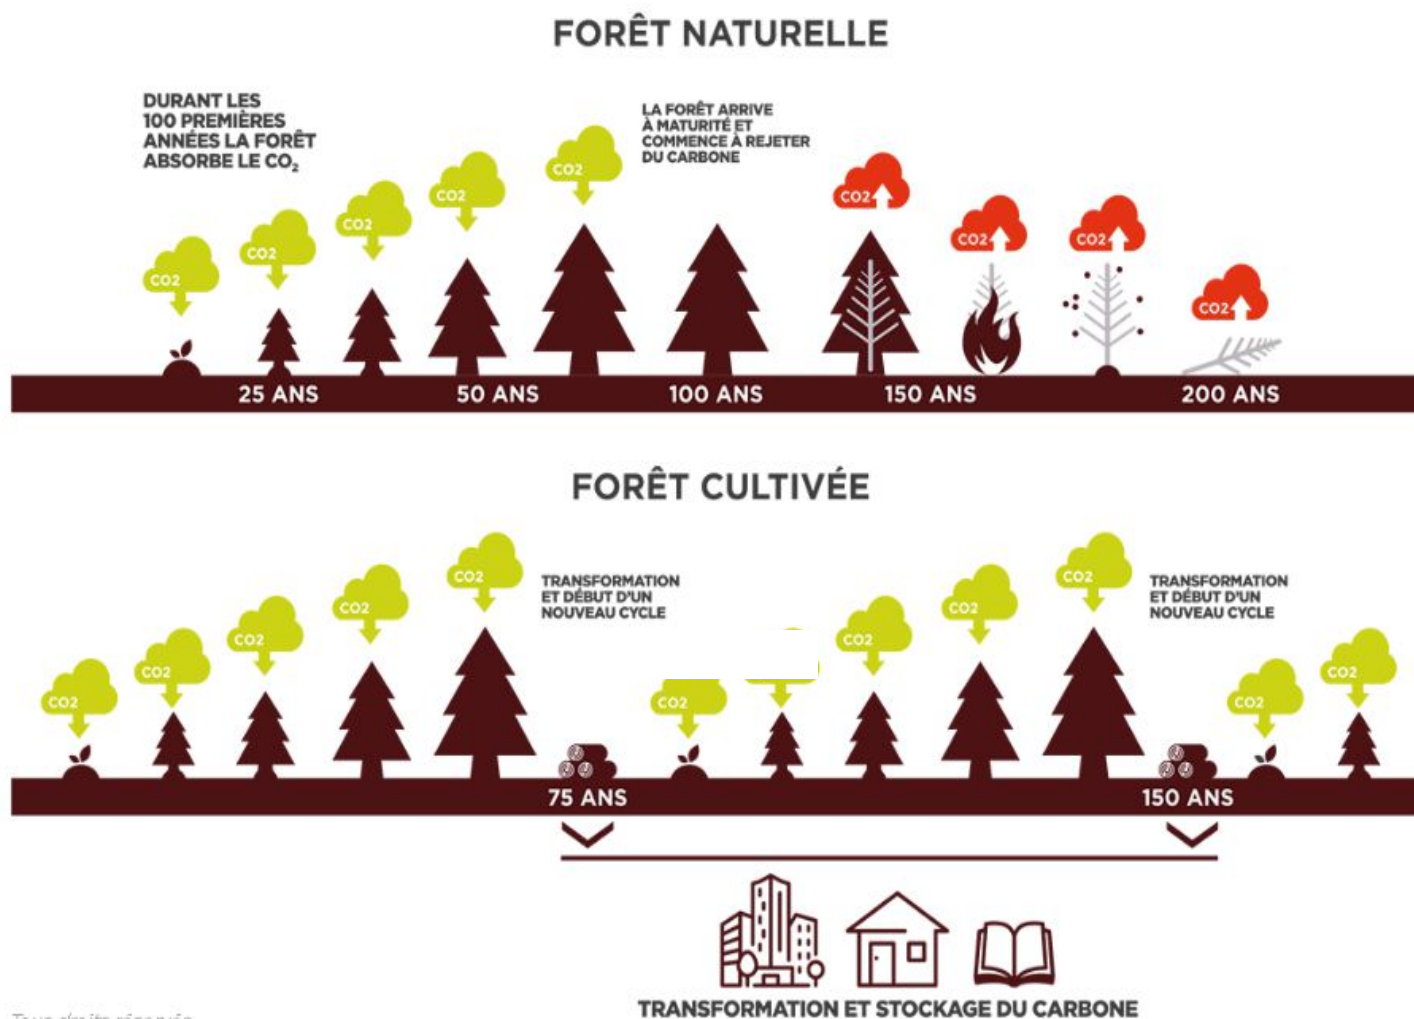 FORÊT NATURELLE
DURANT LES
100 PREMIÈRES
ANNÉES LA FORÊT
ABSORBE LE CO₂
LA FORÊT ARRIVE
À MATURITÉ ET
COMMENCE À REJETER
DU CARBONE
CO2
CO2
CO2
CO2
CO2
CO2
CO2
CO2
CO2
25 ANS
50 ANS
100 ANS
150 ANS
200 ANS
FORÊT CULTIVÉE
CO2
CO2
CO2
CO2
CO2
TRANSFORMATION
ET DÉBUT D'UN
NOUVEAU CYCLE
CO2
CO2
CO2
CO2
TRANSFORMATION
ET DÉBUT D'UN
NOUVEAU CYCLE
CO2
CO2
75 ANS
150 ANS
TRANSFORMATION ET STOCKAGE DU CARBONE
Tous droits réservés